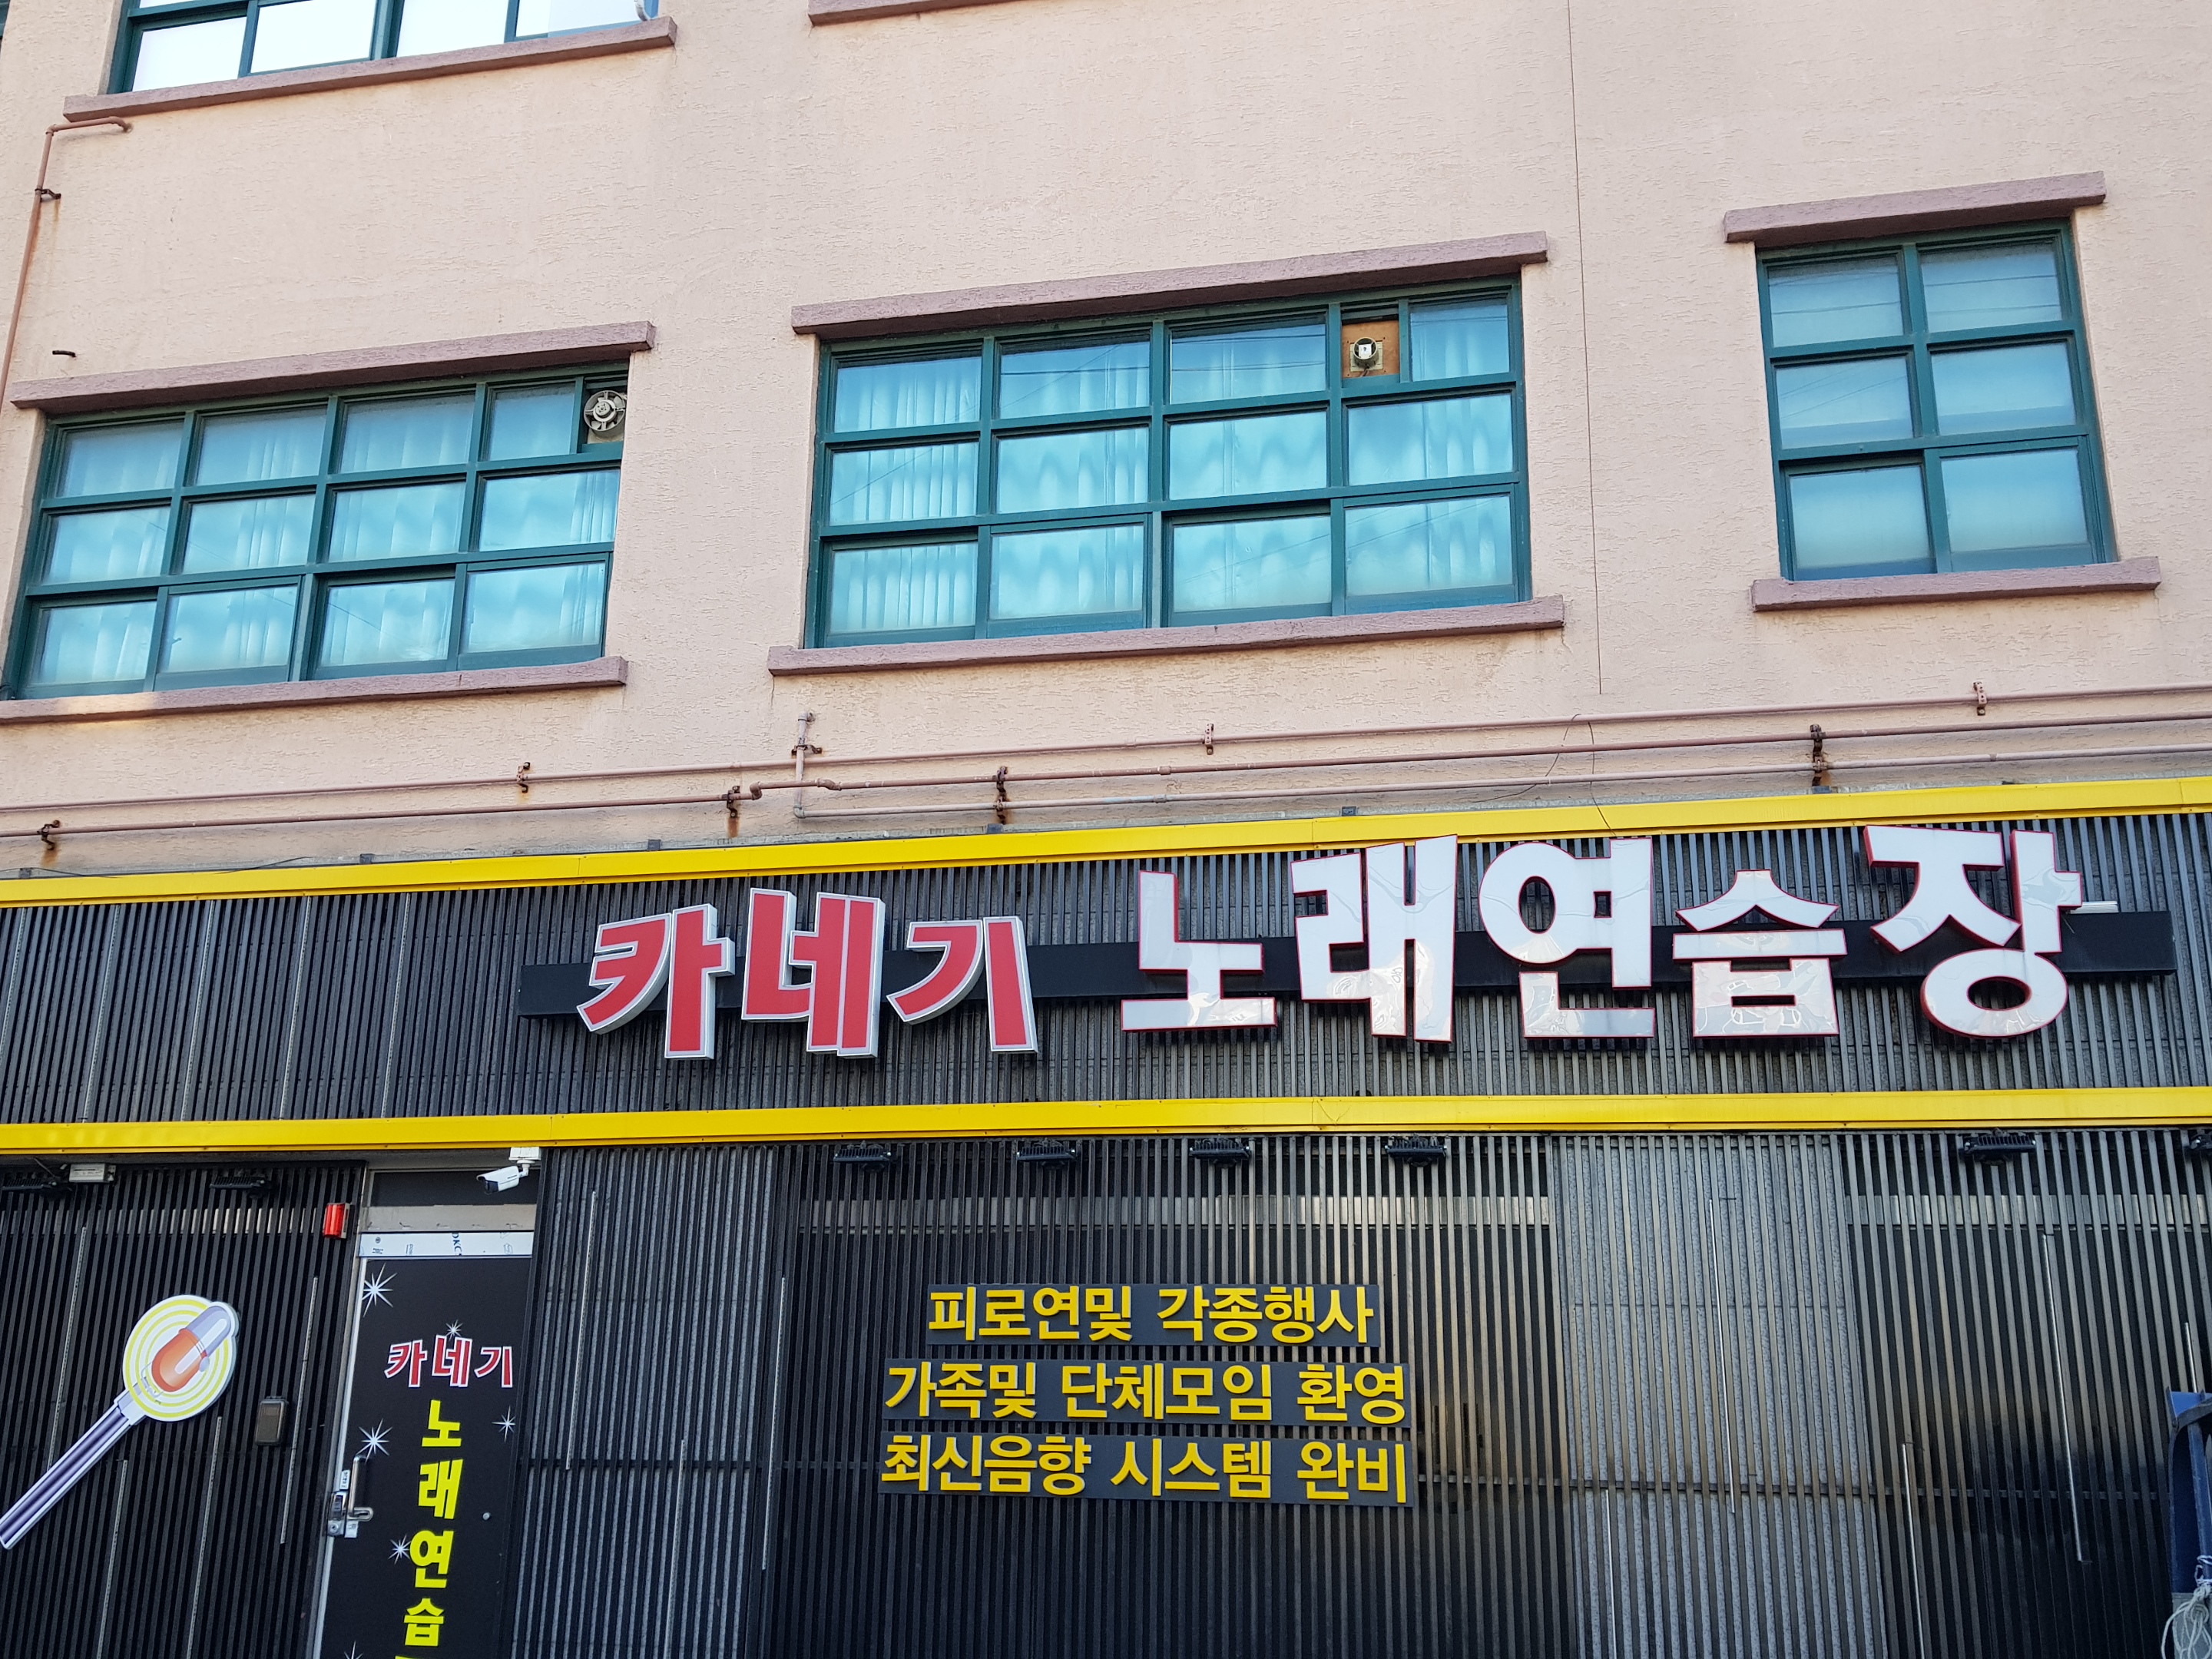 카네기 노래연습장
피로연및 각종행사
가족및 단체모임 환영
최신음향 시스템 완비
카네기
노래연습